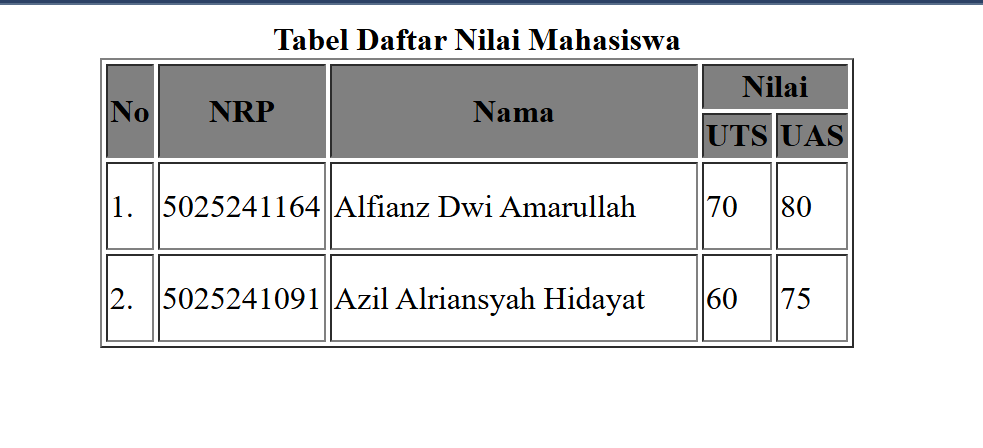 Tabel Daftar Nilai Mahasiswa
No NRP Nama Nilai
UTS UAS
1. 5025241164 Alfianz Dwi Amarullah 70 80
2. 5025241091 Azil Alriansyah Hidayat 60 75